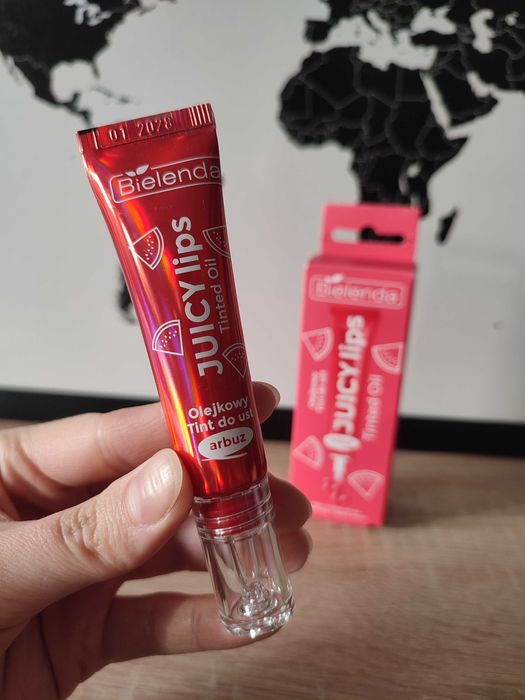 01 2028
Bielenda
JUICY lips
Tinted Oil
Olejkowy
Tint do ust
arbuz
Bielenda
JUICY lips
Tinted Oil